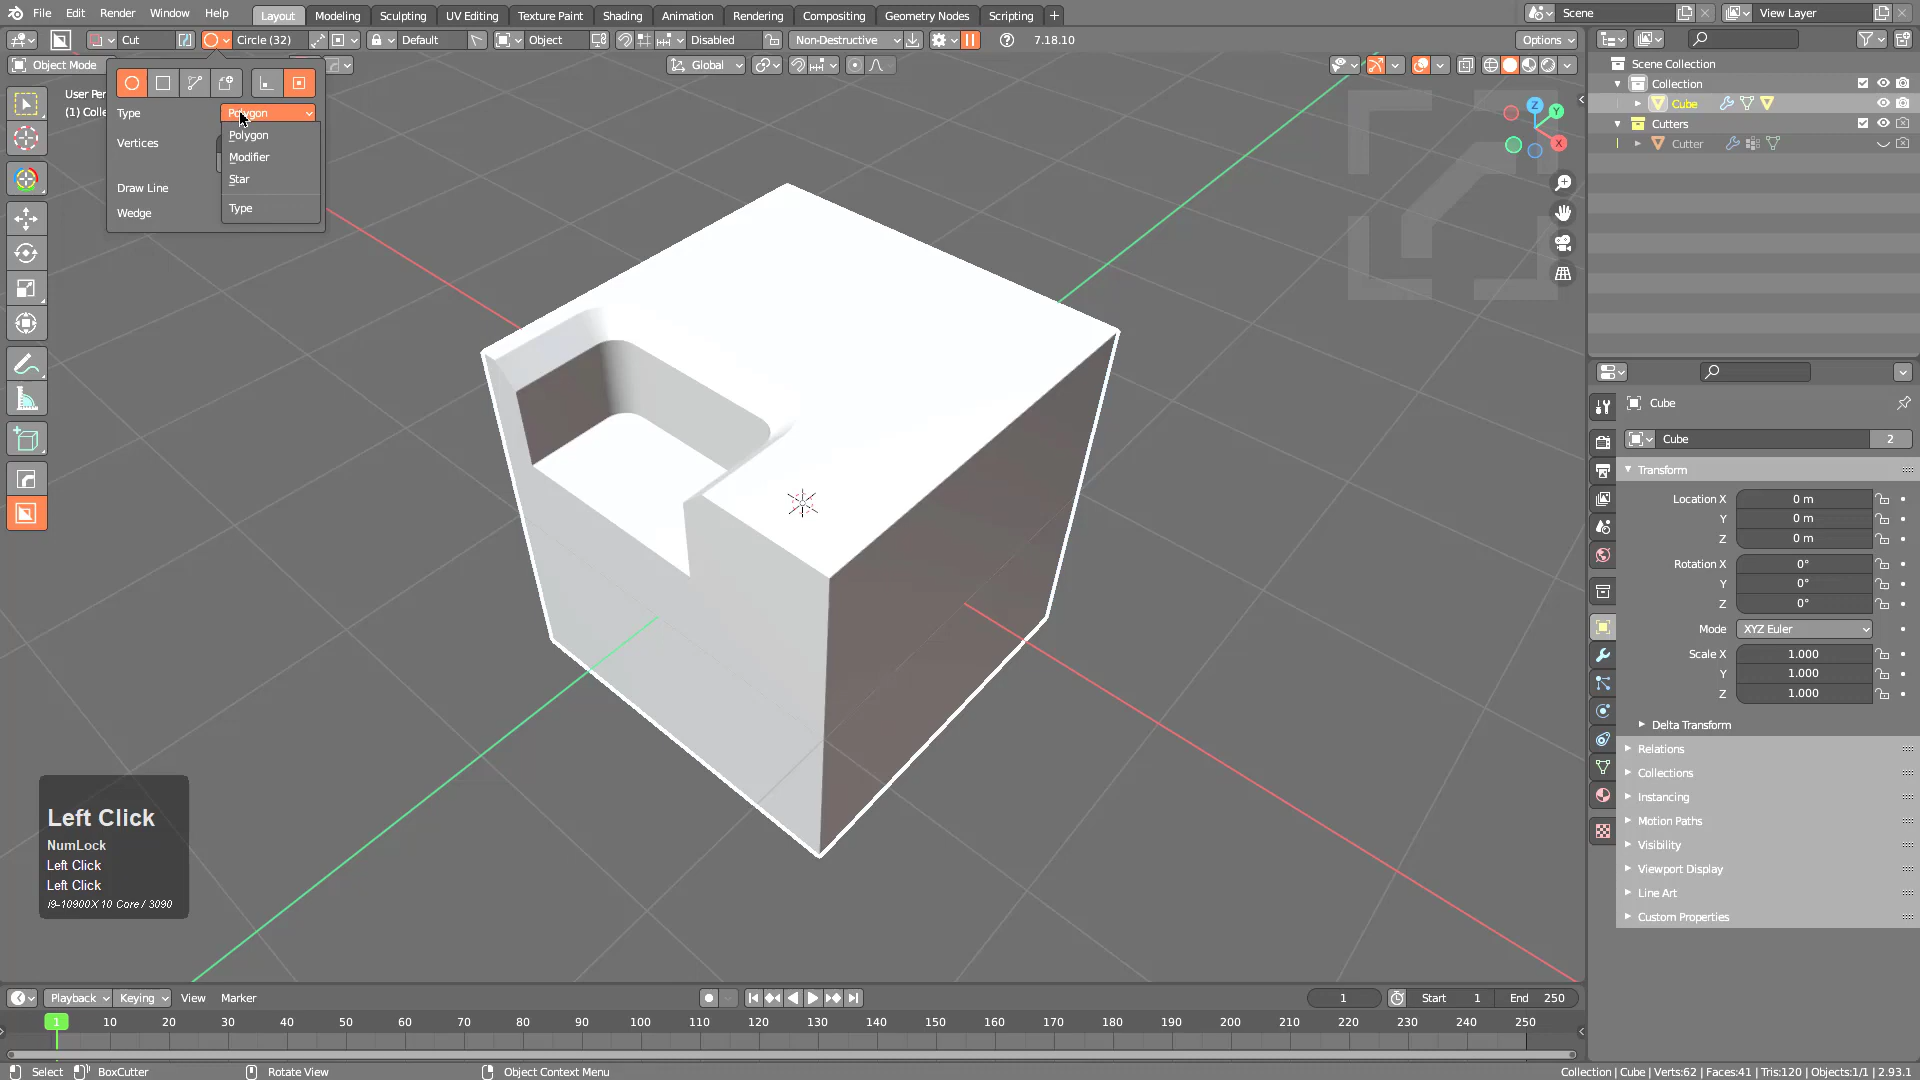 File Edit Render Window Help Layout Modeling Sculpting UV Editing Texture Paint Shading Animation Rendering Compositing Geometry Nodes Scripting + Scene View Layer
Cut Circle (32) Default Object Disabled Non-Destructive 7.18.10 Options
Object Mode Global
User Per
(1) Colle
Type Polygon
Polygon
Vertices
Modifier
Star
Draw Line
Type
Wedge
Z
Y
X
Scene Collection
Collection
Cube
Cutters
Cutter
Cube
Cube 2
Transform
Location X 0 m
Y 0 m
Z 0 m
Rotation X 0°
Y 0°
Z 0°
Mode XYZ Euler
Scale X 1.000
Y 1.000
Z 1.000
Delta Transform
Relations
Collections
Instancing
Motion Paths
Visibility
Viewport Display
Line Art
Custom Properties
Left Click
NumLock
Left Click
Left Click
i9-10900X 10 Core / 3090
Playback Keying View Marker 1 Start 1 End 250
1 10 20 30 40 50 60 70 80 90 100 110 120 130 140 150 160 170 180 190 200 210 220 230 240 250
Select BoxCutter Rotate View Object Context Menu Collection | Cube | Verts:62 | Faces:41 | Tris:120 | Objects:1/1 | 2.93.1